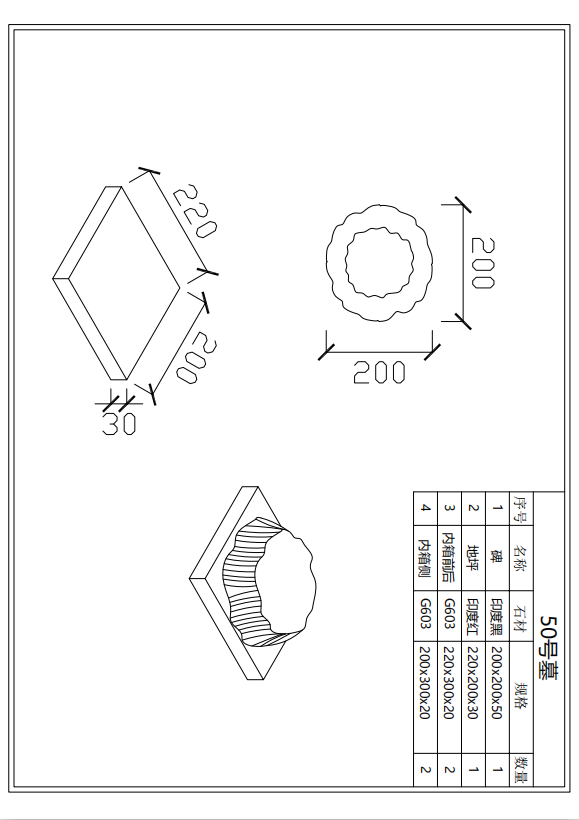 50号墓
序号 名称 石材 规格 数量
1 碑 印度黑 200x200x50 1
2 地坪 印度红 220x200x30 1
3 内箱前后 G603 220x300x20 2
4 内箱侧 G603 200x300x20 2
200
200
220
200
30